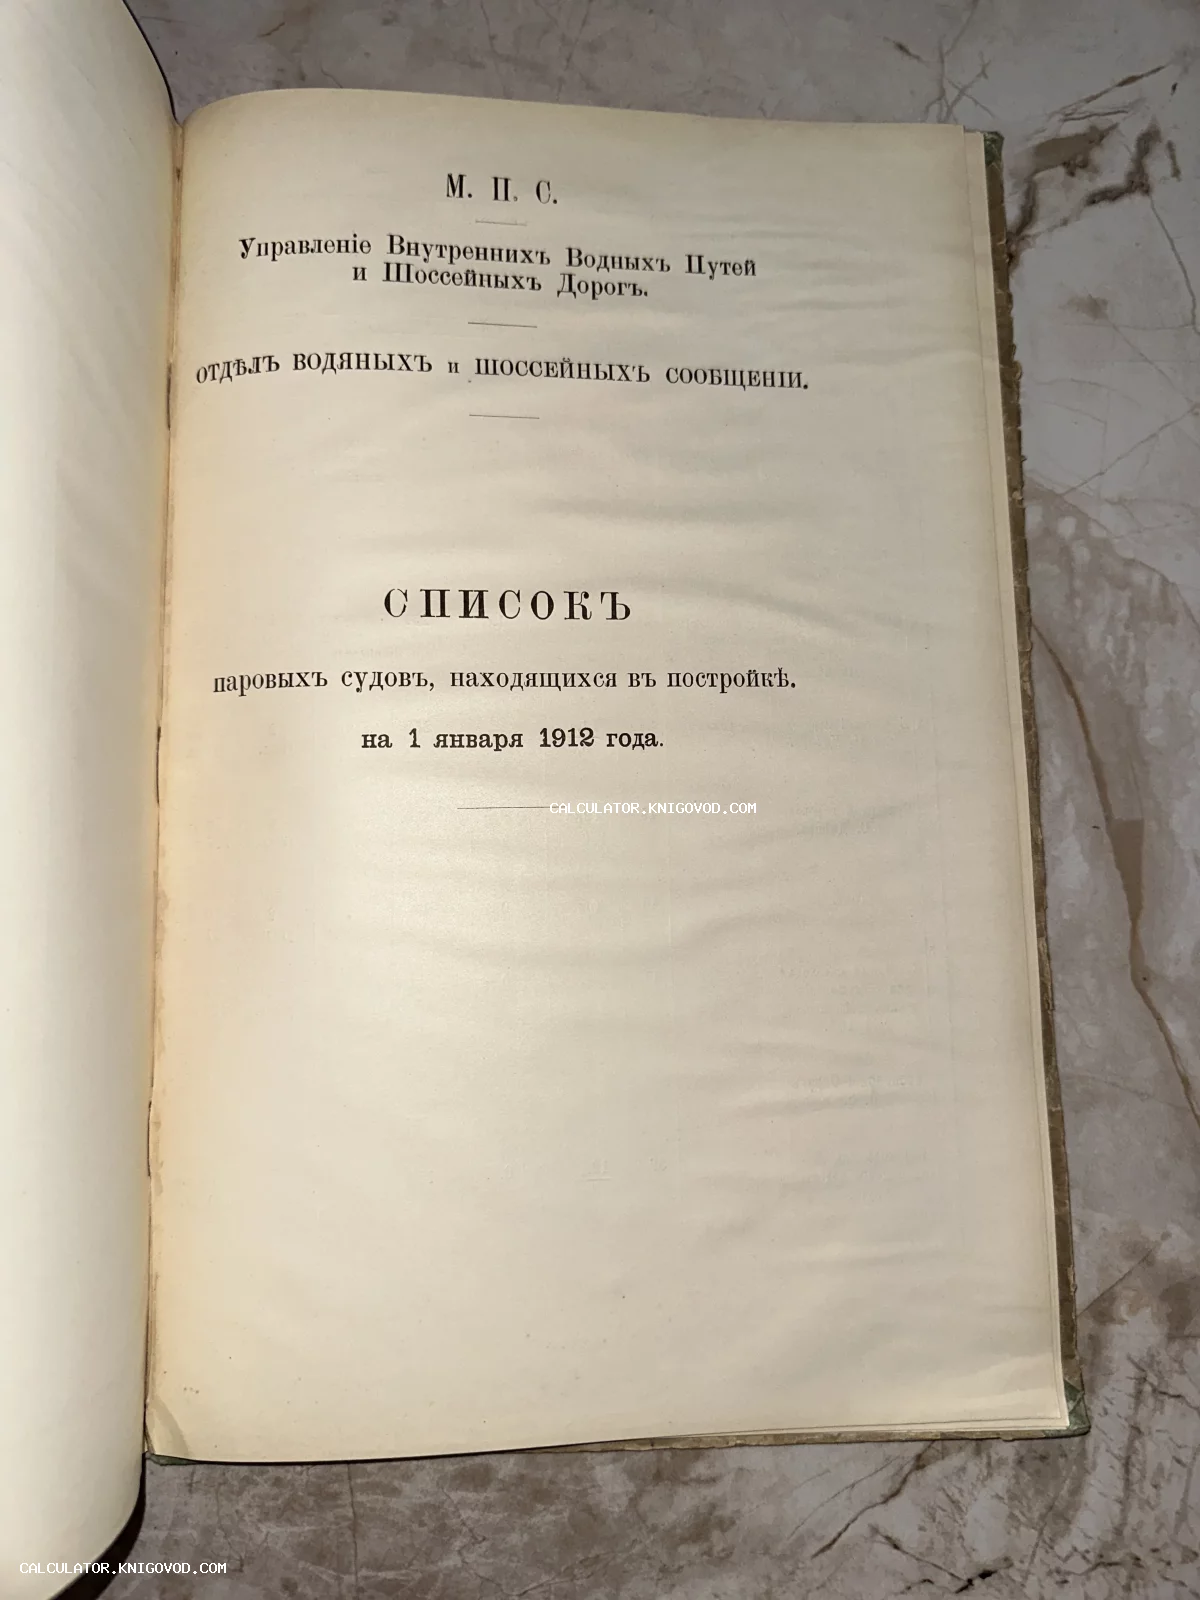 М. П. С.
Управленіе Внутреннихъ Водныхъ Путей
и Шоссейныхъ Дорогъ.
ОТДѢЛЪ ВОДЯНЫХЪ и ШОССЕЙНЫХЪ СООБЩЕНІИ.
СПИСОКЪ
паровыхъ судовъ, находящихся въ постройкѣ.
на 1 января 1912 года.
CALCULATOR.KNIGOVOD.COM
CALCULATOR.KNIGOVOD.COM